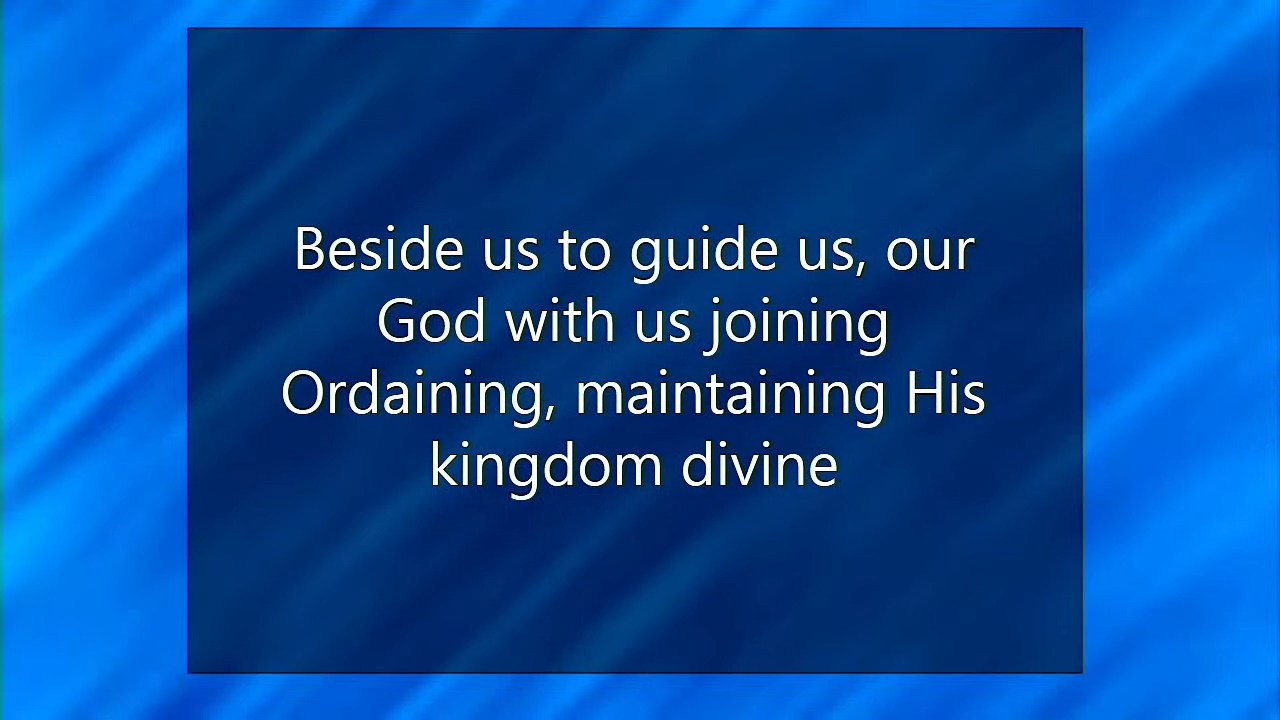 Beside us to guide us, our
God with us joining
Ordaining, maintaining His
kingdom divine